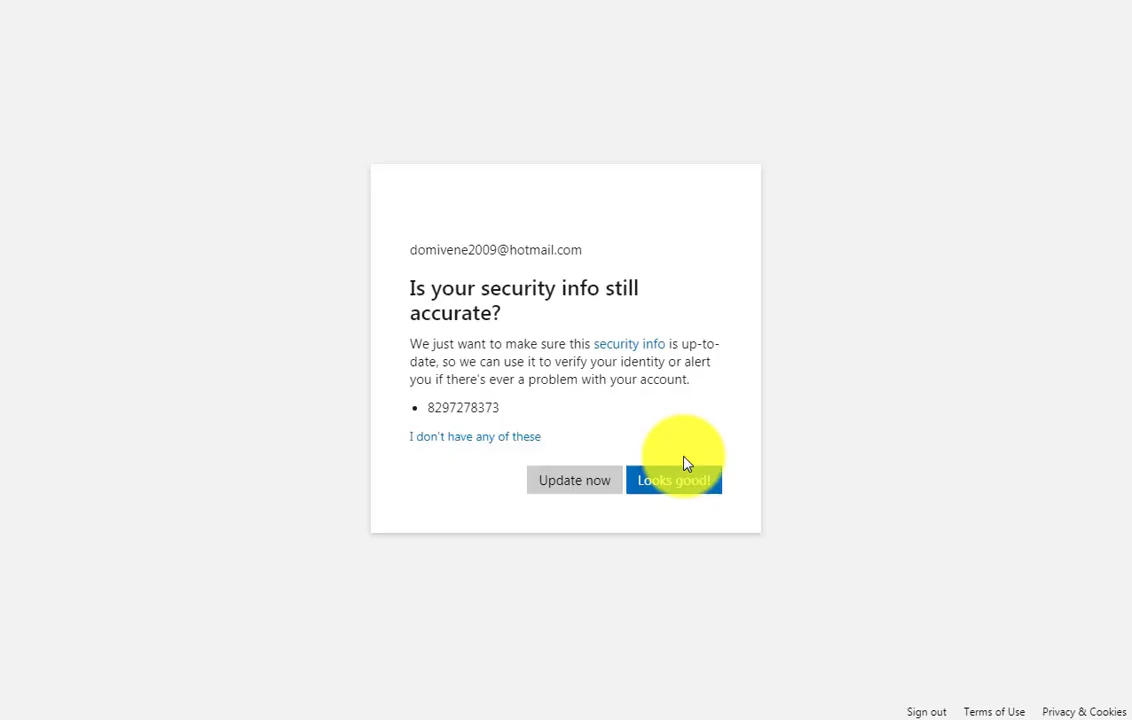 domivene2009@hotmail.com
Is your security info still
accurate?
We just want to make sure this security info is up-to-
date, so we can use it to verify your identity or alert
you if there's ever a problem with your account.
• 8297278373
I don't have any of these
Update now Looks good!
Sign out Terms of Use Privacy & Cookies